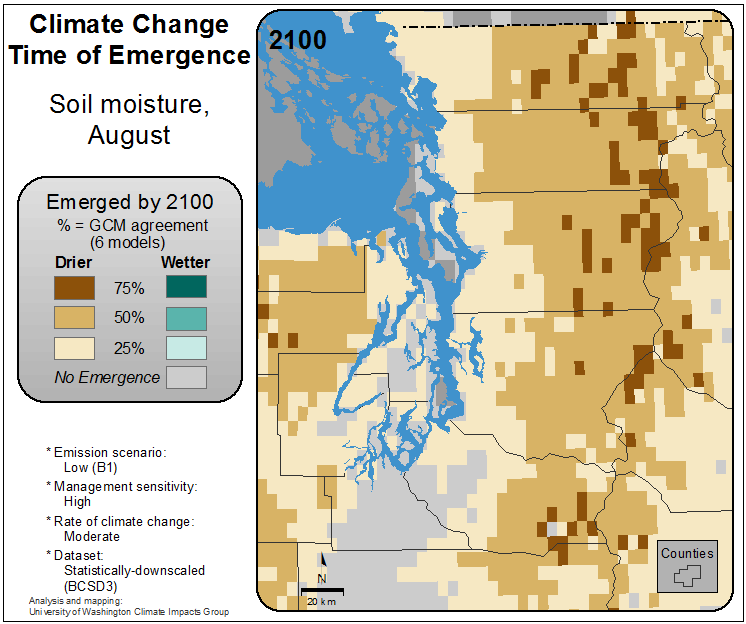 Climate Change
Time of Emergence
Soil moisture,
August
Emerged by 2100
% = GCM agreement
(6 models)
Drier Wetter
75%
50%
25%
No Emergence
* Emission scenario:
Low (B1)
* Management sensitivity:
High
* Rate of climate change:
Moderate
* Dataset:
Statistically-downscaled
(BCSD3)
Analysis and mapping:
University of Washington Climate Impacts Group
2100
N
20 km
Counties